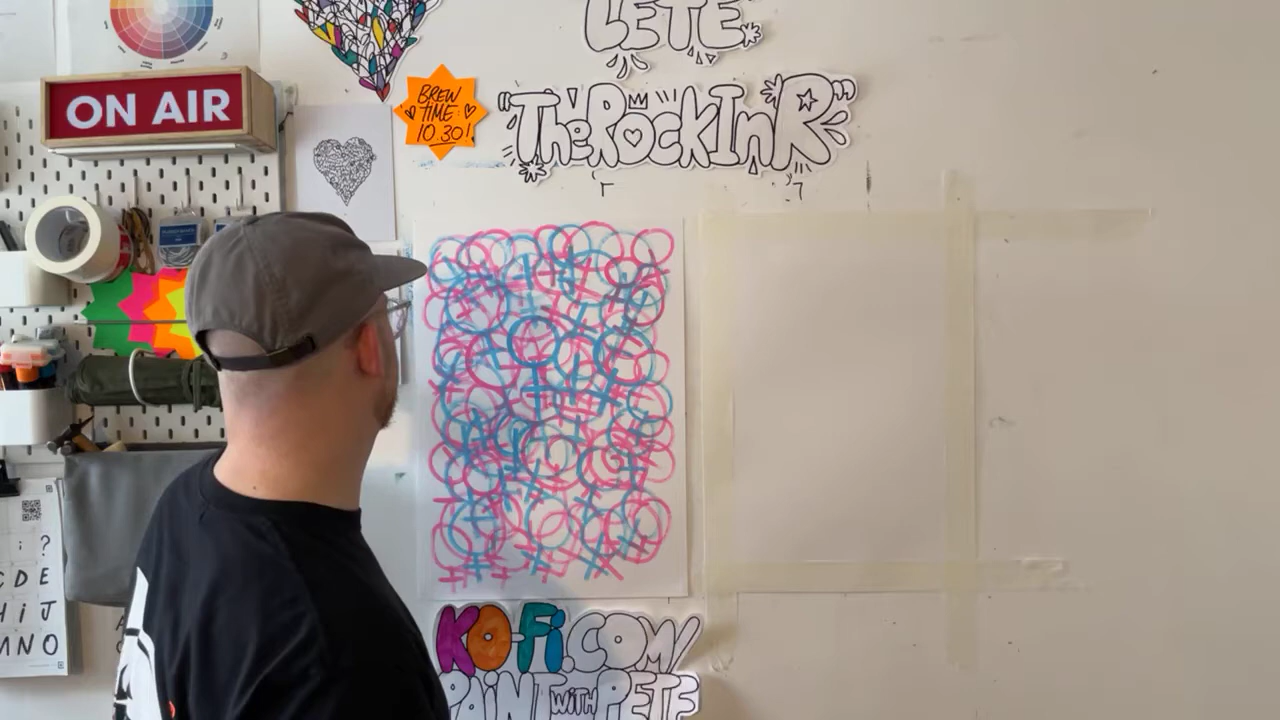 LETE
ON AIR
BREW
TIME:
10.30!
"TheRockInR"
i ?
C D E
H i J
M N O
KO-Fi.COM/
PAiNT WiTH PETE